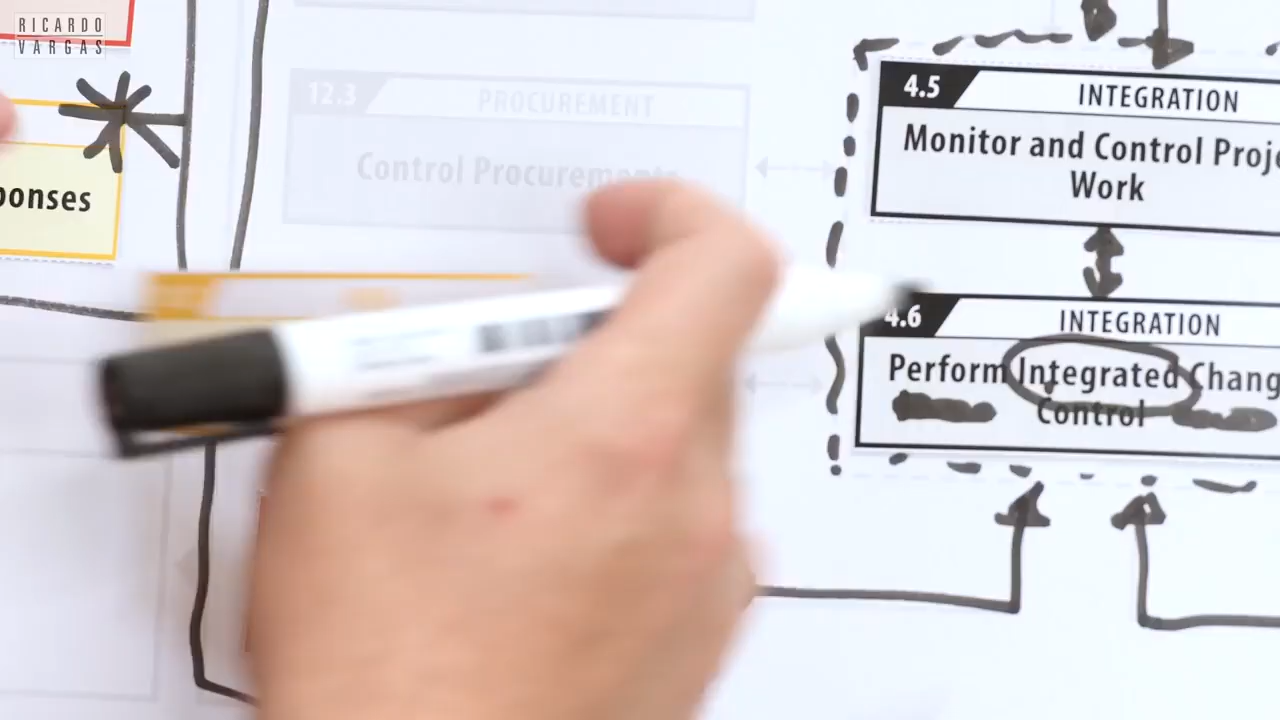 RICARDO
VARGAS
ponses
12.3 PROCUREMENT
Control Procurements
4.5 INTEGRATION
Monitor and Control Proje
Work
4.6 INTEGRATION
Perform Integrated Chang
Control